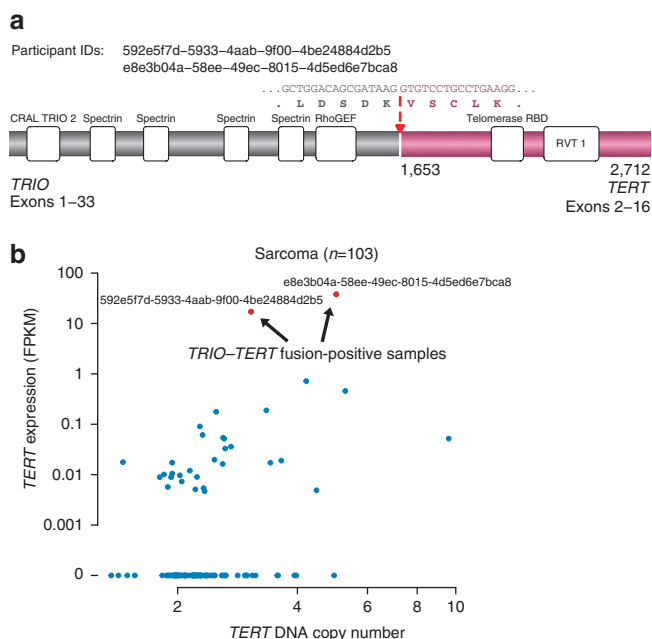 a
Participant IDs: 592e5f7d–5933–4aab–9f00–4be24884d2b5
e8e3b04a–58ee–49ec–8015–4d5ed6e7bca8
...GCTGGACAGCGATAAG GTGTCCTGCCTGAAGG...
. L D S D K V S C L K .
CRAL TRIO 2 Spectrin Spectrin Spectrin Spectrin RhoGEF Telomerase RBD
RVT 1
1,653 2,712
TRIO TERT
Exons 1–33 Exons 2–16
b
Sarcoma (n=103)
e8e3b04a-58ee-49ec-8015-4d5ed6e7bca8
592e5f7d-5933-4aab-9f00-4be24884d2b5
TRIO–TERT fusion-positive samples
TERT expression (FPKM)
100
10
1
0.1
0.01
0.001
0
2 4 6 8 10
TERT DNA copy number